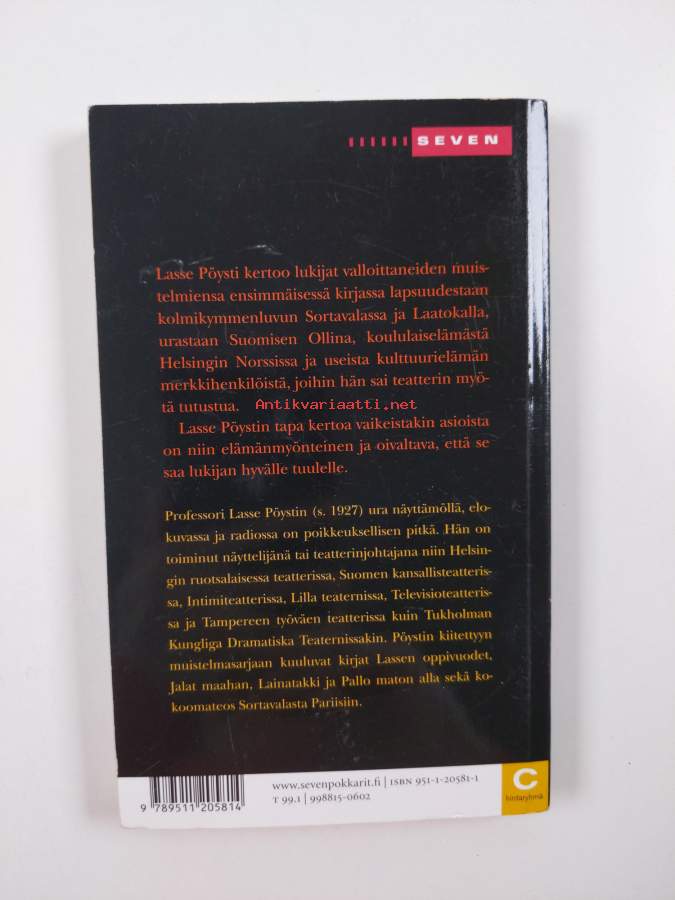 SEVEN
Lasse Pöysti kertoo lukijat valloittaneiden muis-
telmiensa ensimmäisessä kirjassa lapsuudestaan
kolmikymmenluvun Sortavalassa ja Laatokalla,
urastaan Suomisen Ollina, koululaiselämästä
Helsingin Norssissa ja useista kulttuurielämän
merkkihenkilöistä, joihin hän sai teatterin myö-
tä tutustua.
Antikvariaatti.net
Lasse Pöystin tapa kertoa vaikeistakin asioista
on niin elämänmyönteinen ja oivaltava, että se
saa lukijan hyvälle tuulelle.
Professori Lasse Pöystin (s. 1927) ura näyttämöllä, elo-
kuvassa ja radiossa on poikkeuksellisen pitkä. Hän on
toiminut näyttelijänä tai teatterinjohtajana niin Helsin-
gin ruotsalaisessa teatterissa, Suomen kansallisteatteris-
sa, Intimiteatterissa, Lilla teaternissa, Televisioteatteris-
sa ja Tampereen työväen teatterissa kuin Tukholman
Kungliga Dramatiska Teaternissakin. Pöystin kiitettyyn
muistelmasarjaan kuuluvat kirjat Lassen oppivuodet,
Jalat maahan, Lainatakki ja Pallo maton alla sekä ko-
koomateos Sortavalasta Pariisiin.
www.sevenpokkarit.fi | ISBN 951-1-20581-1
T 99.1 | 998815-0602
9 789511 205814
C
hintaryhmä